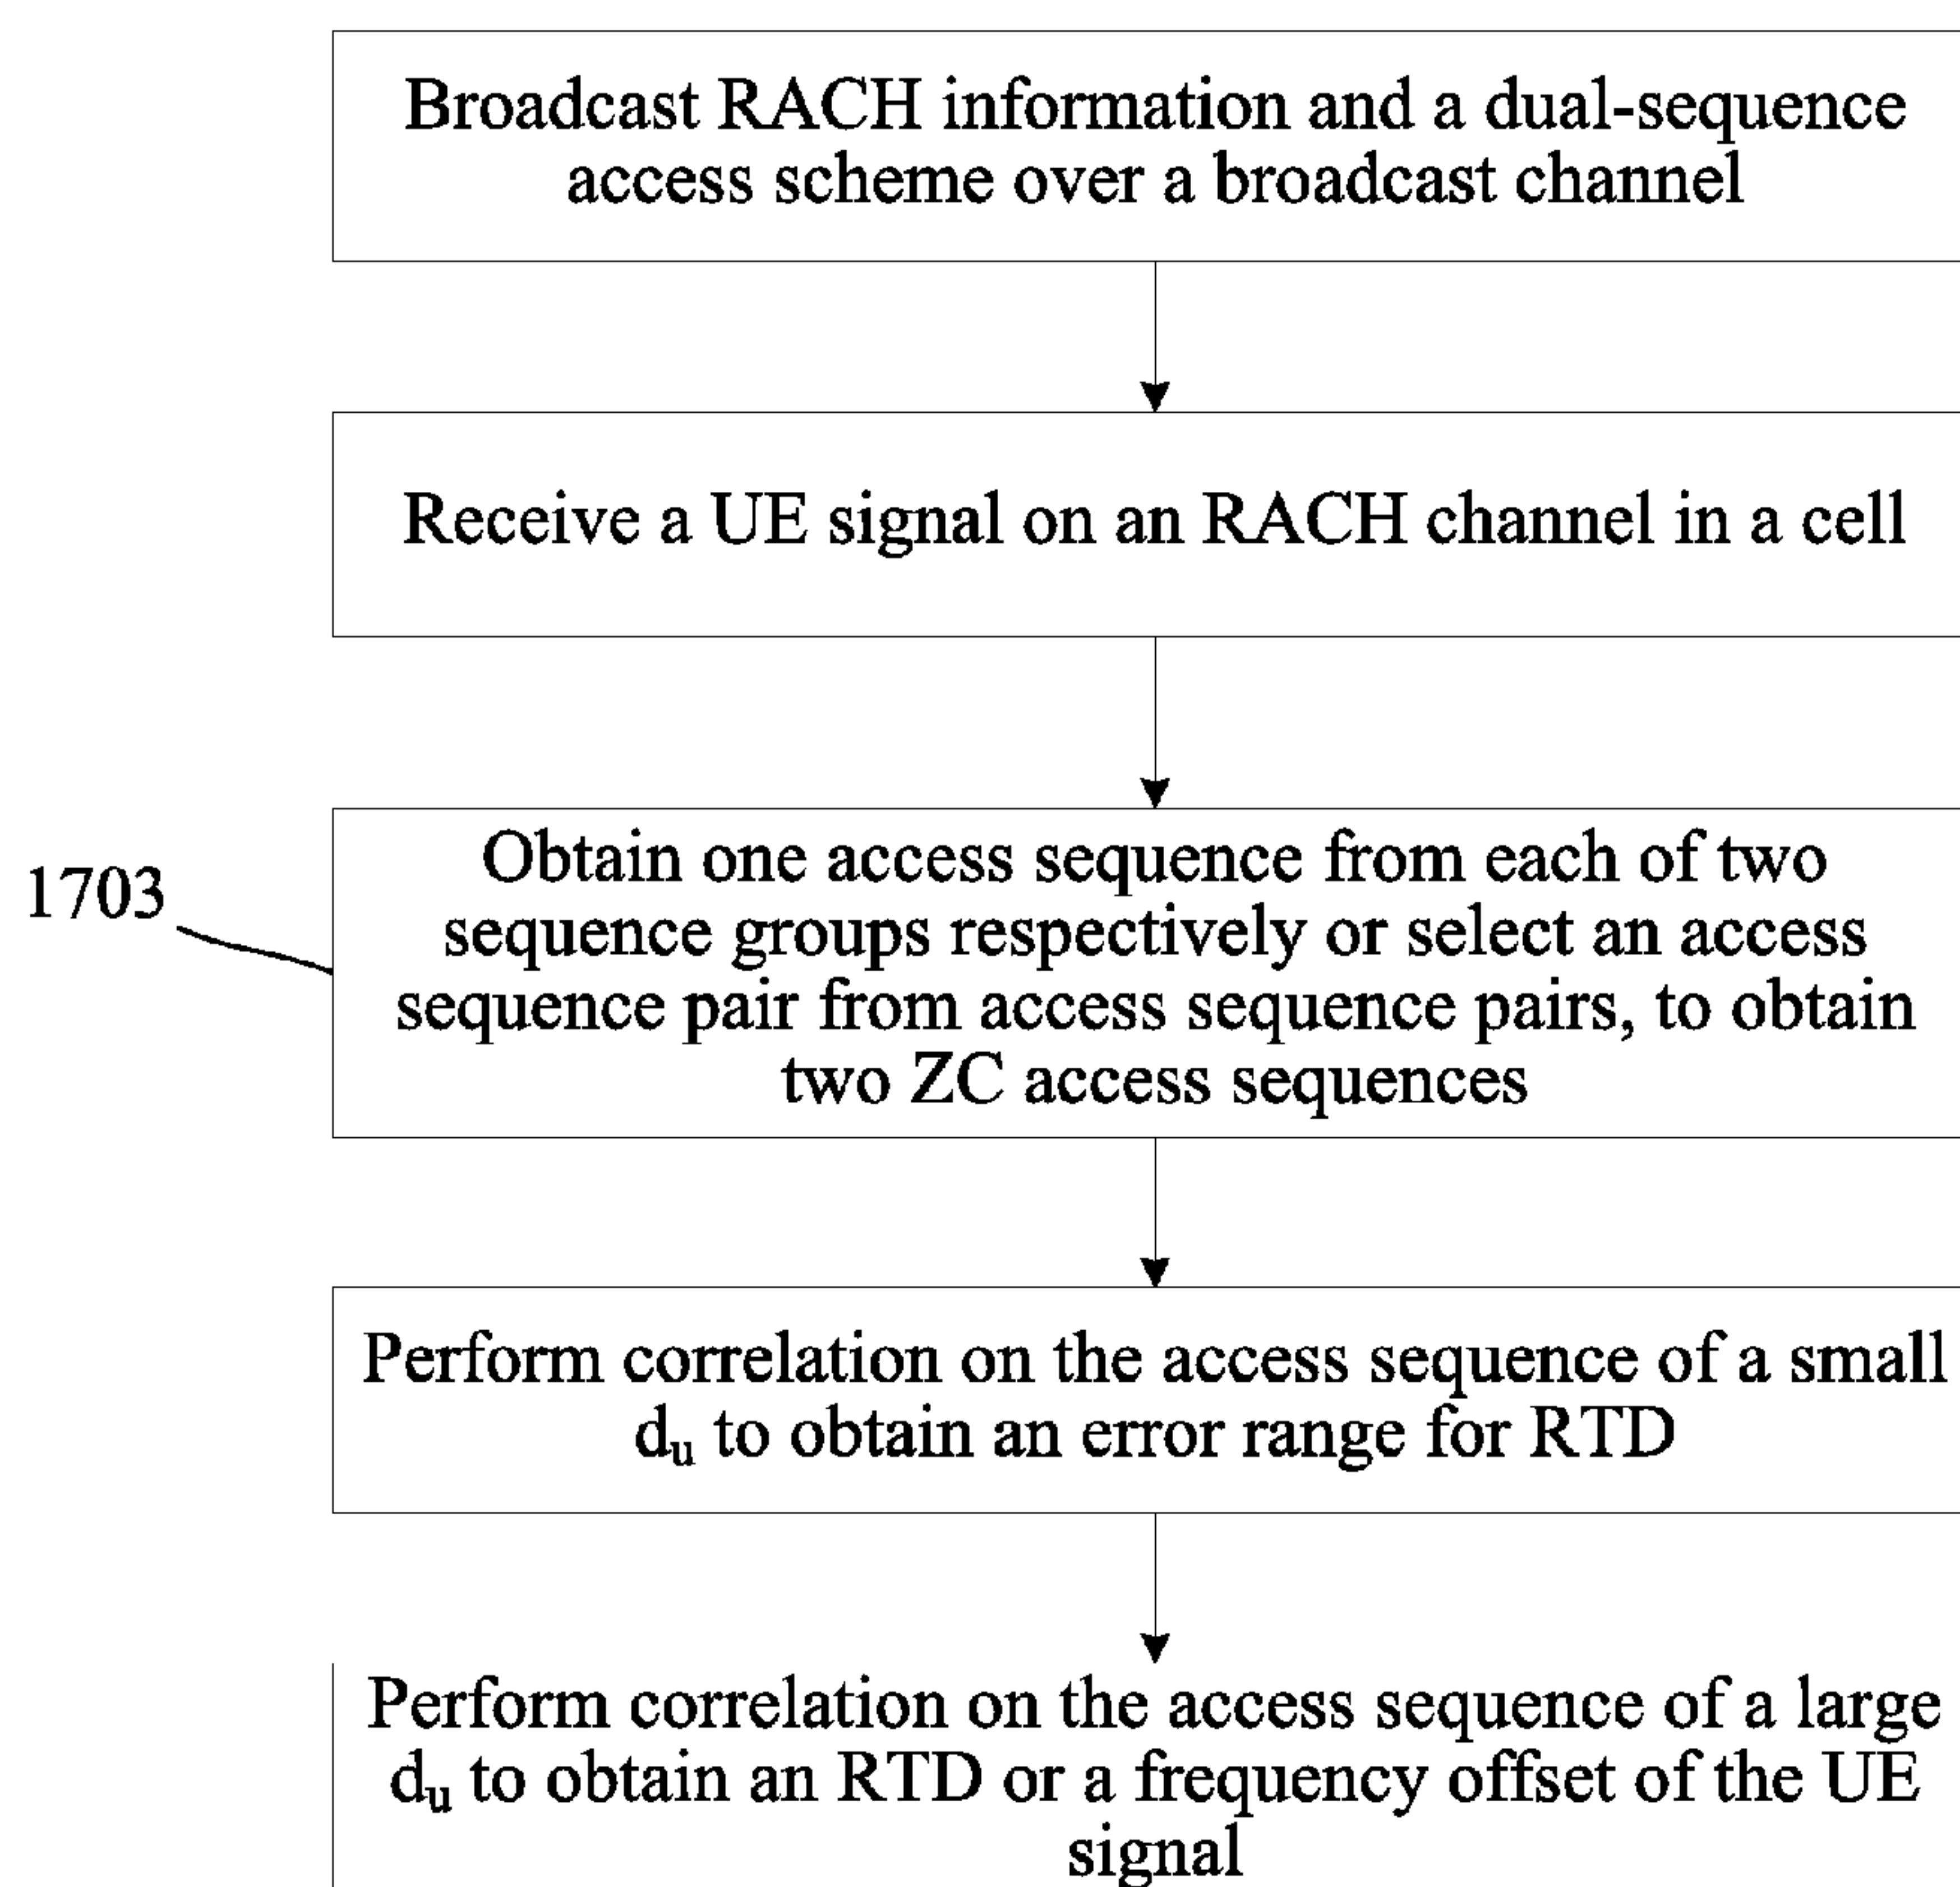 Broadcast RACH information and a dual-sequence
access scheme over a broadcast channel
Receive a UE signal on an RACH channel in a cell
1703
Obtain one access sequence from each of two
sequence groups respectively or select an access
sequence pair from access sequence pairs, to obtain
two ZC access sequences
Perform correlation on the access sequence of a small
du to obtain an error range for RTD
Perform correlation on the access sequence of a large
du to obtain an RTD or a frequency offset of the UE
signal